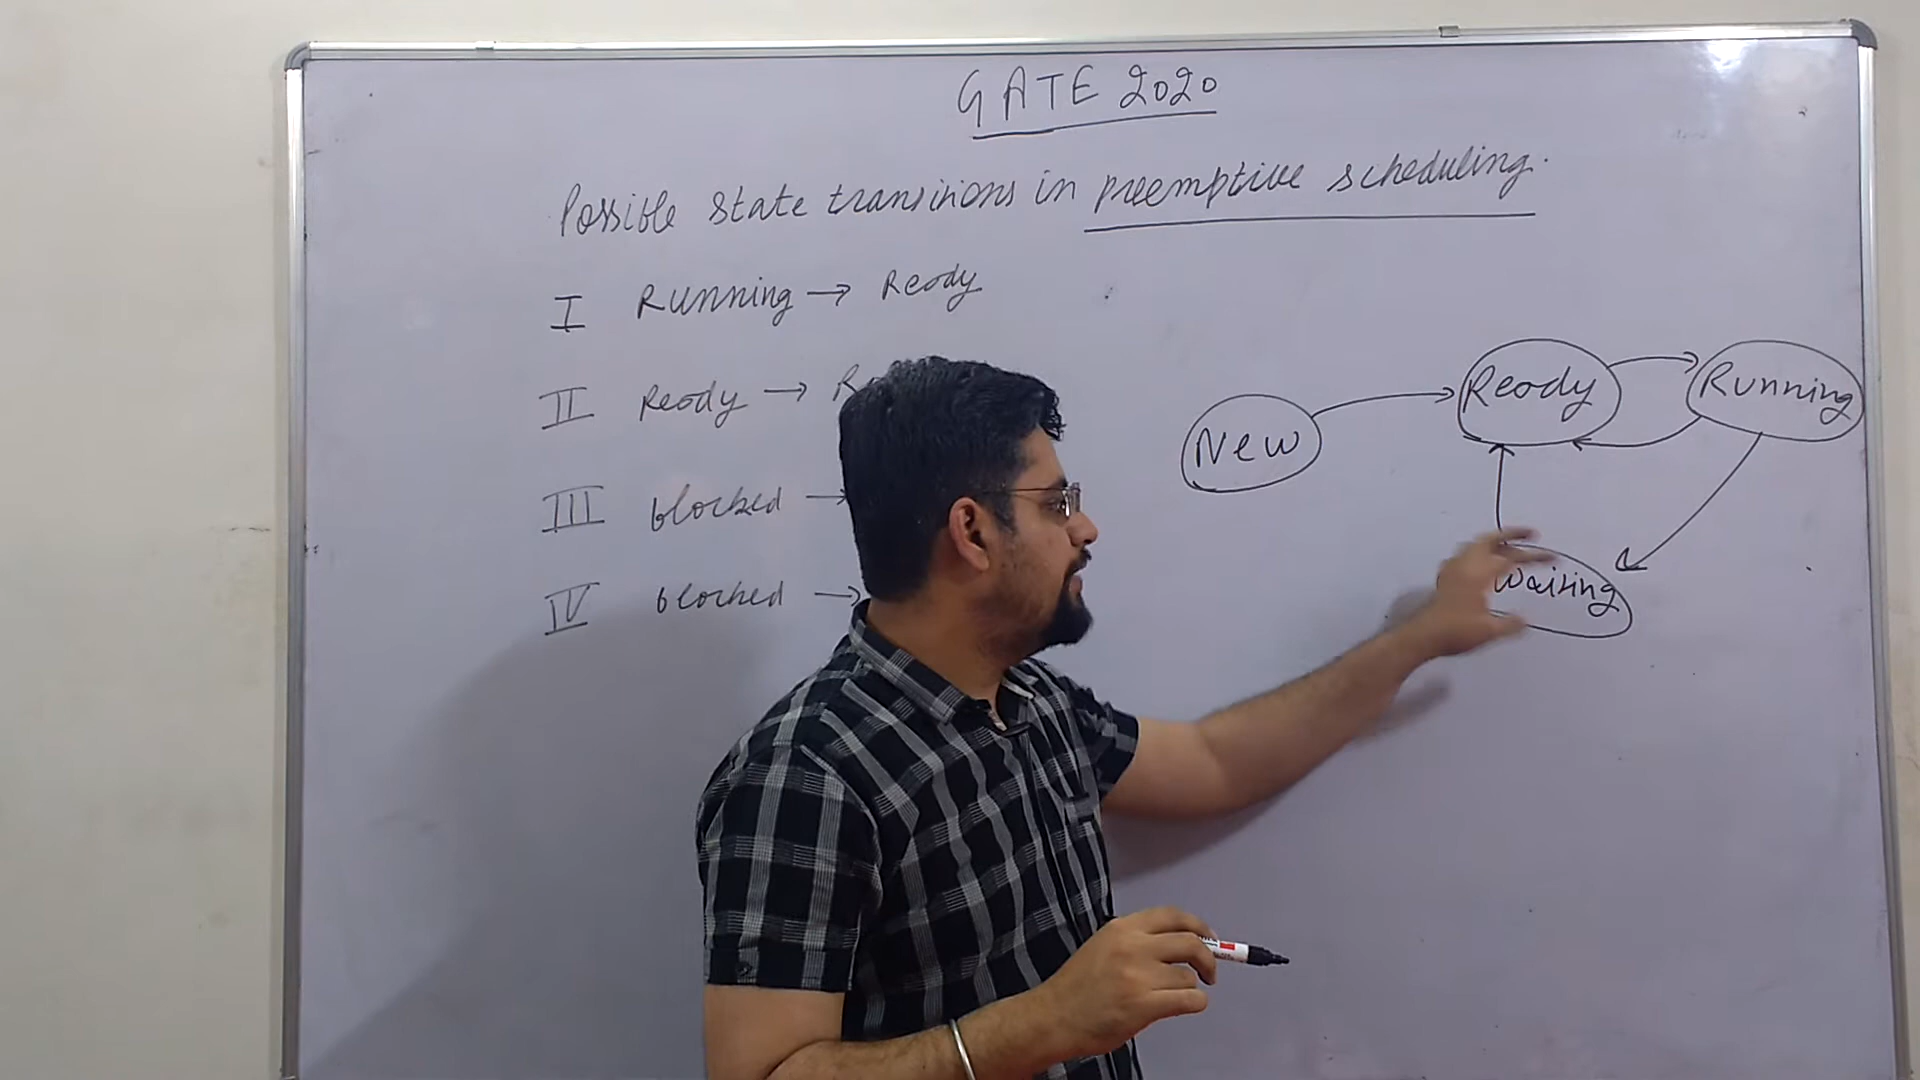 GATE 2020
Possible state transitions in preemptive scheduling.
I Running → Ready
II Ready → R
III blocked →
IV blocked →
New
Ready
Running
waiting